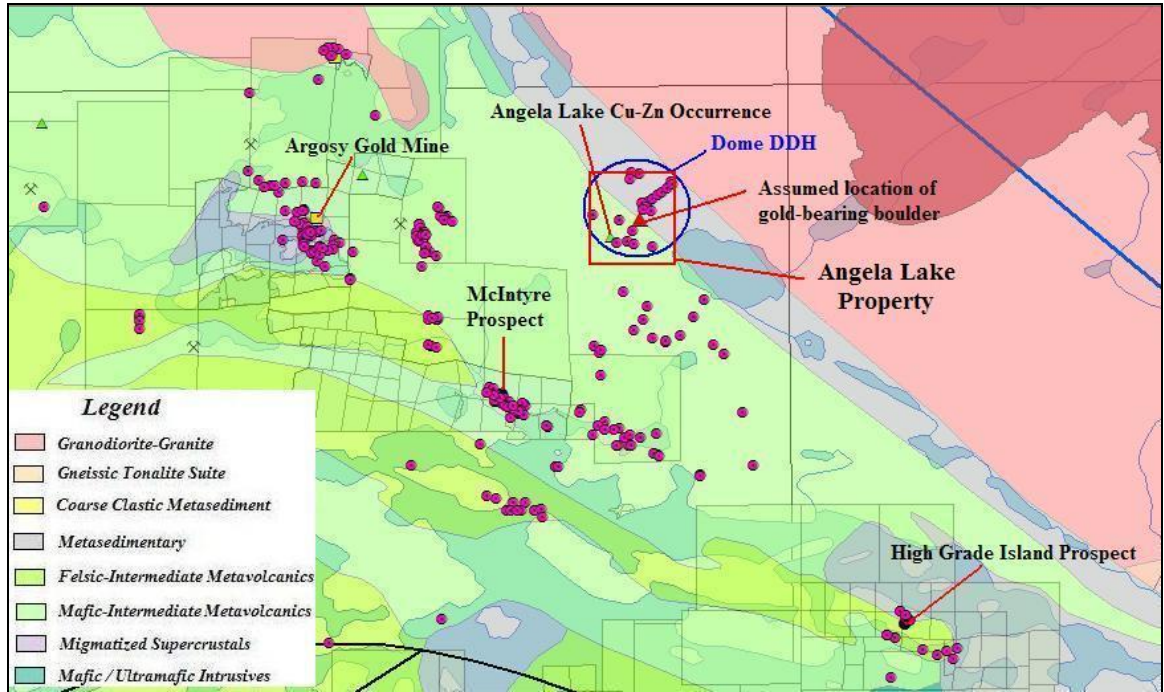 Angela Lake Cu-Zn Occurrence
Argosy Gold Mine
Dome DDH
Assumed location of
gold-bearing boulder
Angela Lake
Property
McIntyre
Prospect
High Grade Island Prospect
Legend
Granodiorite-Granite
Gneissic Tonalite Suite
Coarse Clastic Metasediment
Metasedimentary
Felsic-Intermediate Metavolcanics
Mafic-Intermediate Metavolcanics
Migmatized Supercrustals
Mafic / Ultramafic Intrusives